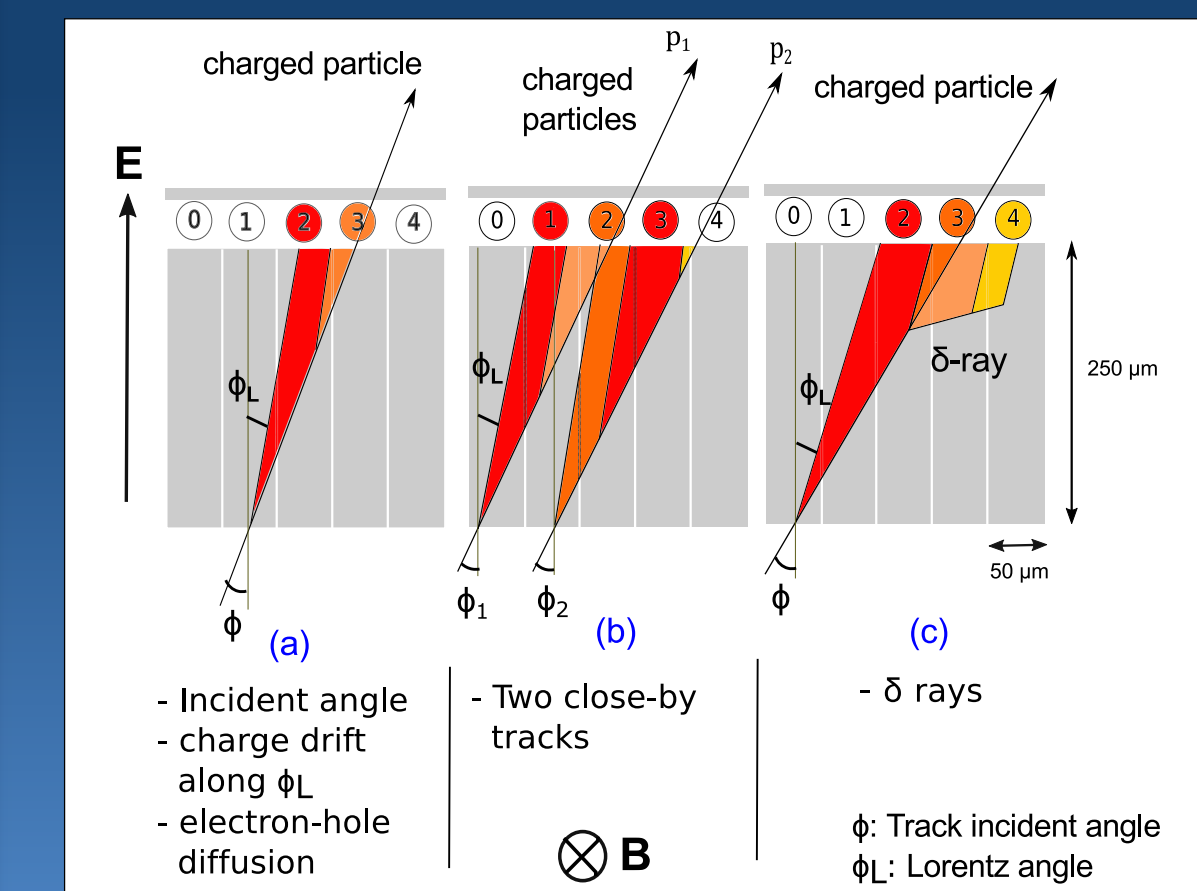 charged particle
charged
particles
p₁
p₂
charged particle
E
0 1 2 3 4
0 1 2 3 4
0 1 2 3 4
ϕL
ϕL
ϕL
δ-ray
250 µm
50 µm
ϕ
ϕ₁
ϕ₂
ϕ
(a)
(b)
(c)
- Incident angle
- charge drift
along ϕL
- electron-hole
diffusion
- Two close-by
tracks
B
- δ rays
ϕ: Track incident angle
ϕL: Lorentz angle